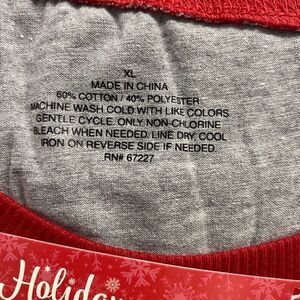 XL
MADE IN CHINA
60% COTTON / 40% POLYESTER
MACHINE WASH COLD WITH LIKE COLORS
GENTLE CYCLE. ONLY NON-CHLORINE
BLEACH WHEN NEEDED. LINE DRY. COOL
IRON ON REVERSE SIDE IF NEEDED.
RN# 67227
Holiday